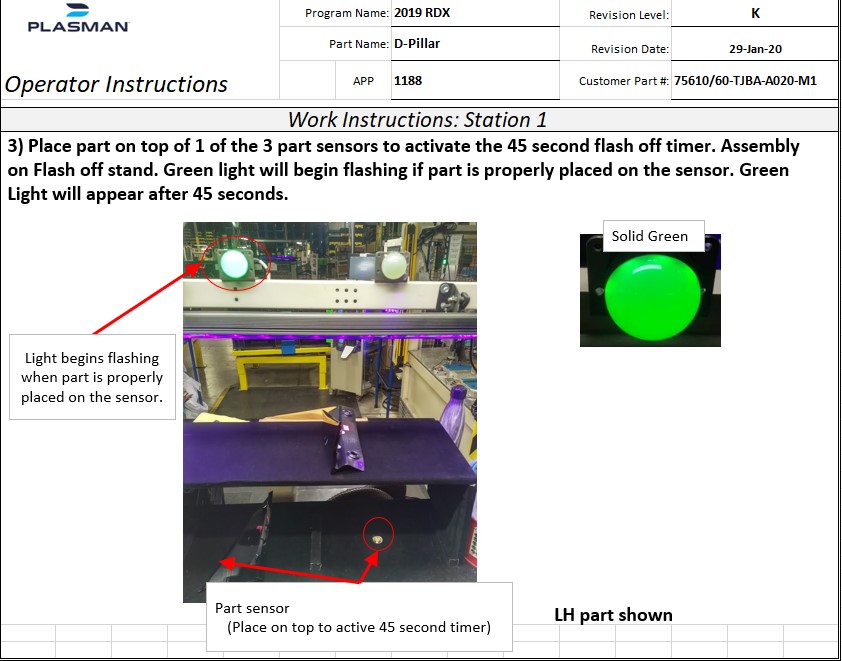 PLASMAN
Program Name: 2019 RDX
Revision Level: K
Part Name: D-Pillar
Revision Date: 29-Jan-20
Operator Instructions
APP 1188
Customer Part #: 75610/60-TJBA-A020-M1
Work Instructions: Station 1
3) Place part on top of 1 of the 3 part sensors to activate the 45 second flash off timer. Assembly
on Flash off stand. Green light will begin flashing if part is properly placed on the sensor. Green
Light will appear after 45 seconds.
Solid Green
Light begins flashing
when part is properly
placed on the sensor.
Part sensor
(Place on top to active 45 second timer)
LH part shown